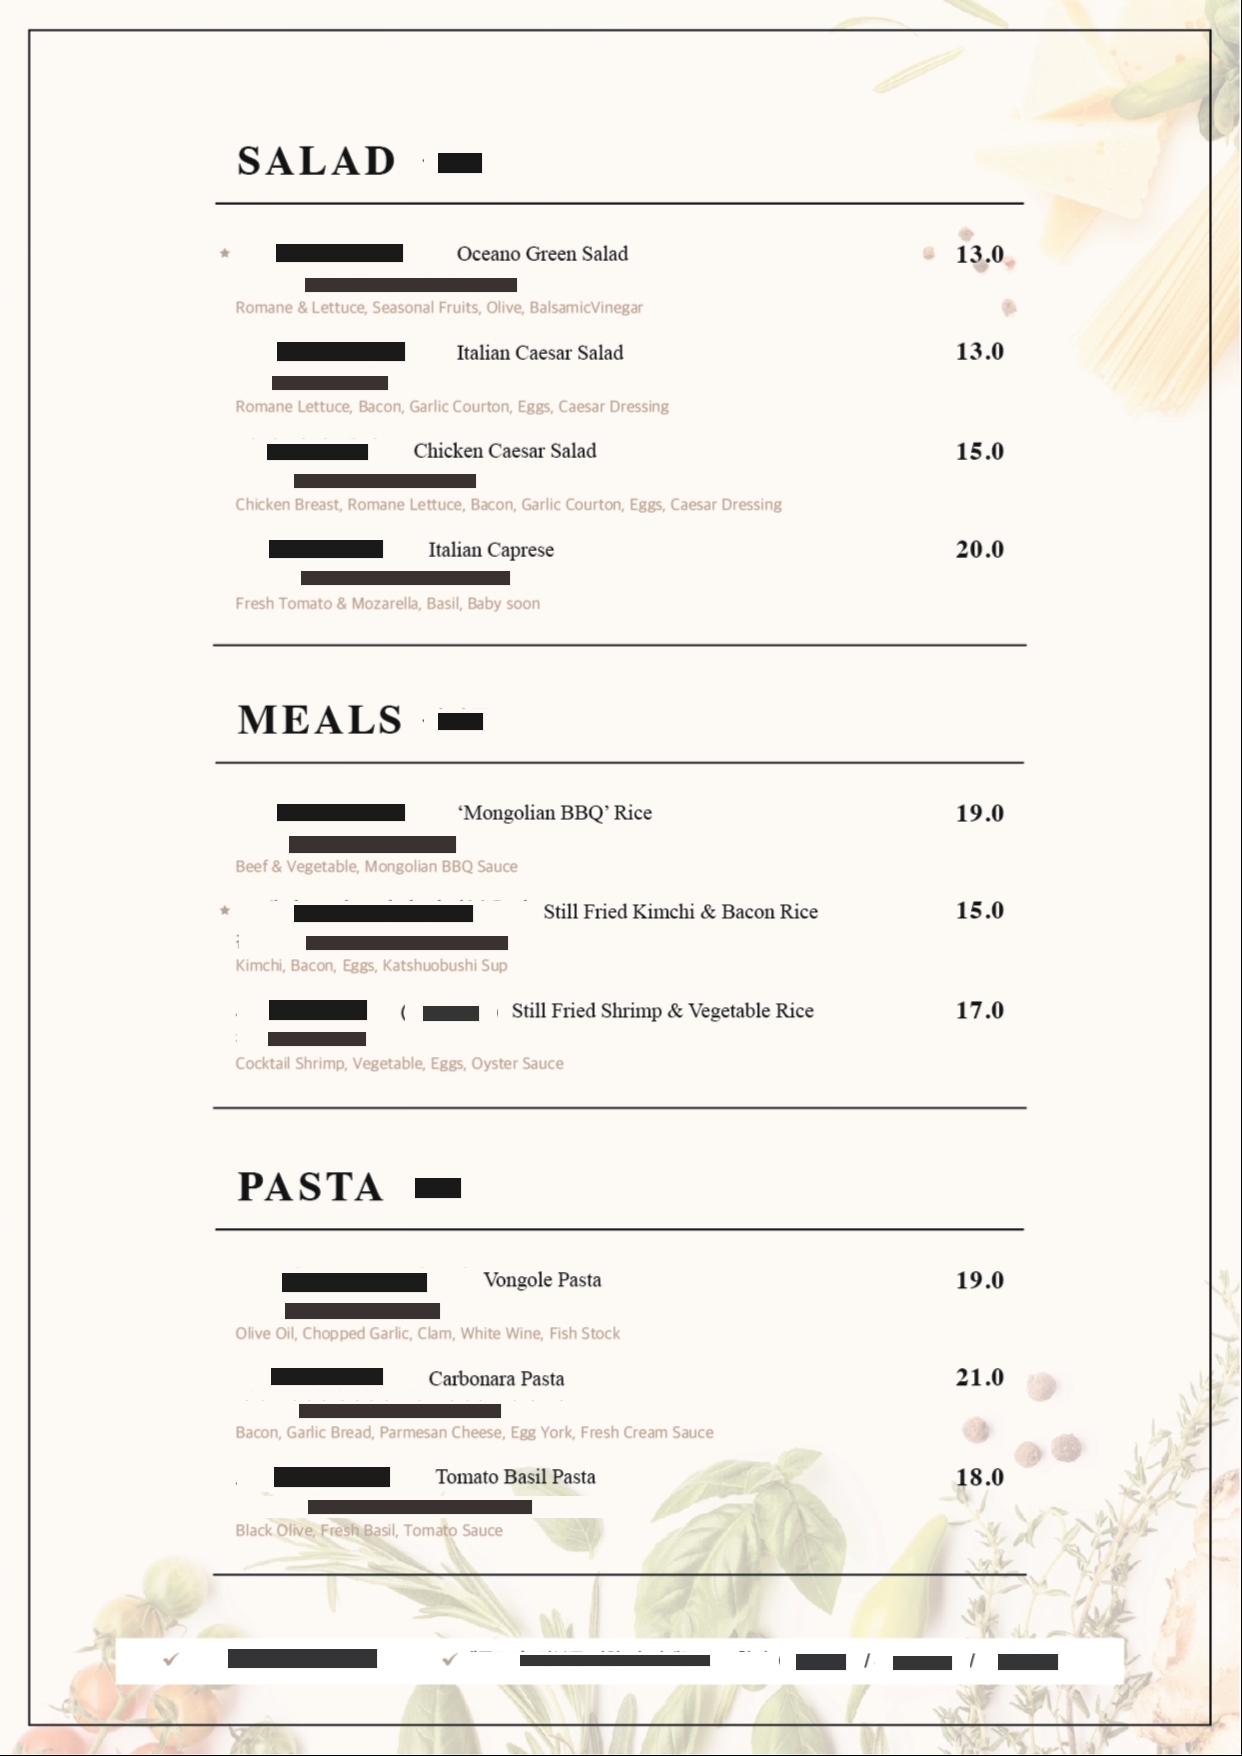 SALAD
Oceano Green Salad 13.0
Romane & Lettuce, Seasonal Fruits, Olive, BalsamicVinegar
Italian Caesar Salad 13.0
Romane Lettuce, Bacon, Garlic Courton, Eggs, Caesar Dressing
Chicken Caesar Salad 15.0
Chicken Breast, Romane Lettuce, Bacon, Garlic Courton, Eggs, Caesar Dressing
Italian Caprese 20.0
Fresh Tomato & Mozarella, Basil, Baby soon
MEALS
‘Mongolian BBQ’ Rice 19.0
Beef & Vegetable, Mongolian BBQ Sauce
Still Fried Kimchi & Bacon Rice 15.0
Kimchi, Bacon, Eggs, Katshuobushi Sup
Still Fried Shrimp & Vegetable Rice 17.0
Cocktail Shrimp, Vegetable, Eggs, Oyster Sauce
PASTA
Vongole Pasta 19.0
Olive Oil, Chopped Garlic, Clam, White Wine, Fish Stock
Carbonara Pasta 21.0
Bacon, Garlic Bread, Parmesan Cheese, Egg York, Fresh Cream Sauce
Tomato Basil Pasta 18.0
Black Olive, Fresh Basil, Tomato Sauce